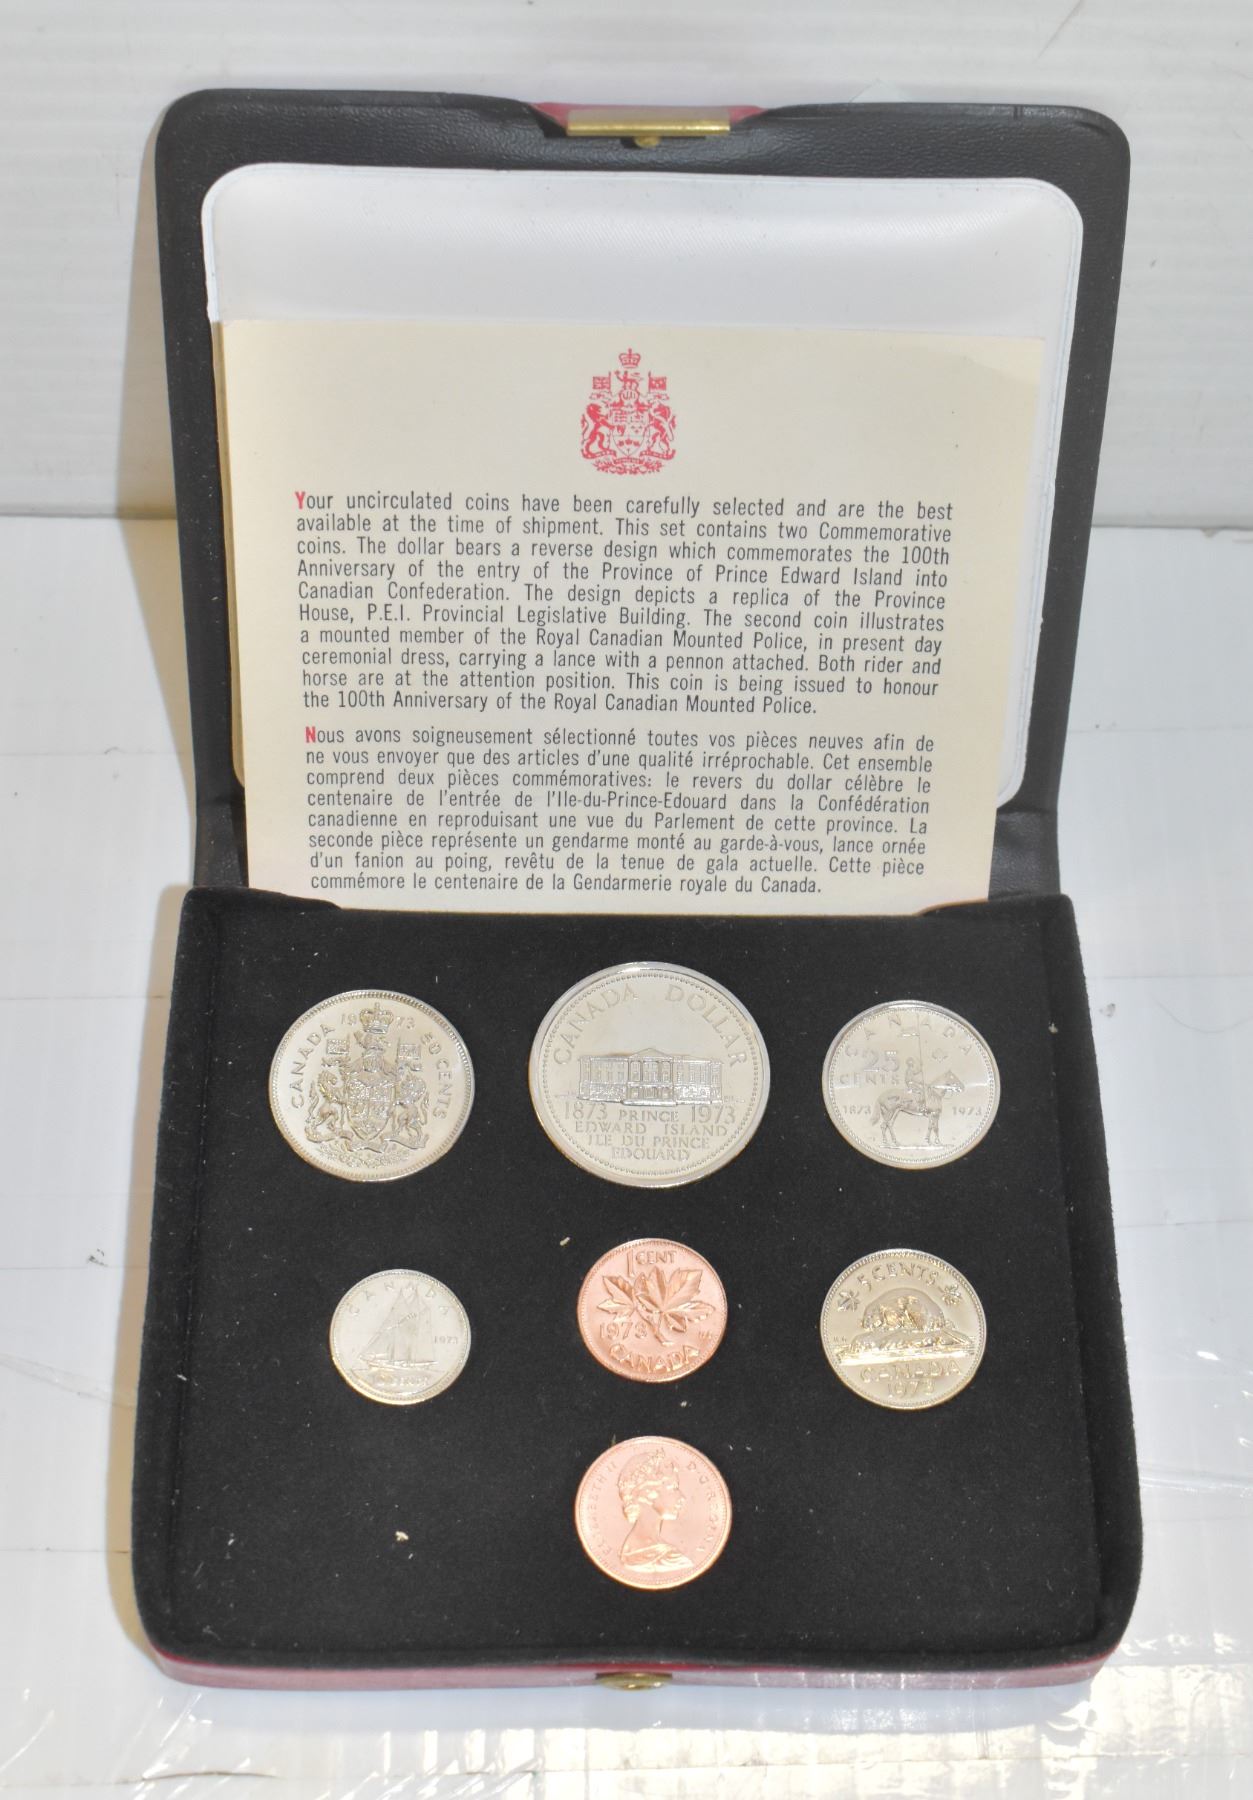 Your uncirculated coins have been carefully selected and are the best
available at the time of shipment. This set contains two Commemorative
coins. The dollar bears a reverse design which commemorates the 100th
Anniversary of the entry of the Province of Prince Edward Island into
Canadian Confederation. The design depicts a replica of the Province
House, P.E.I. Provincial Legislative Building. The second coin illustrates
a mounted member of the Royal Canadian Mounted Police, in present day
ceremonial dress, carrying a lance with a pennon attached. Both rider and
horse are at the attention position. This coin is being issued to honour
the 100th Anniversary of the Royal Canadian Mounted Police.
Nous avons soigneusement sélectionné toutes vos pièces neuves afin de
ne vous envoyer que des articles d'une qualité irréprochable. Cet ensemble
comprend deux pièces commémoratives: le revers du dollar célèbre le
centenaire de l'entrée de l'Ile-du-Prince-Edouard dans la Confédération
canadienne en reproduisant une vue du Parlement de cette province. La
seconde pièce représente un gendarme monté au garde-à-vous, lance ornée
d'un fanion au poing, revêtu de la tenue de gala actuelle. Cette pièce
commémore le centenaire de la Gendarmerie royale du Canada.
CANADA 1973 50 CENTS
CANADA DOLLAR
1873 PRINCE 1973
EDWARD ISLAND
ILE DU PRINCE
EDOUARD
CANADA
25
CENTS
1873 1973
CANADA
1973
1 CENT
1973
CANADA
5 CENTS
CANADA
1973
ELIZABETH II D·G·REGINA